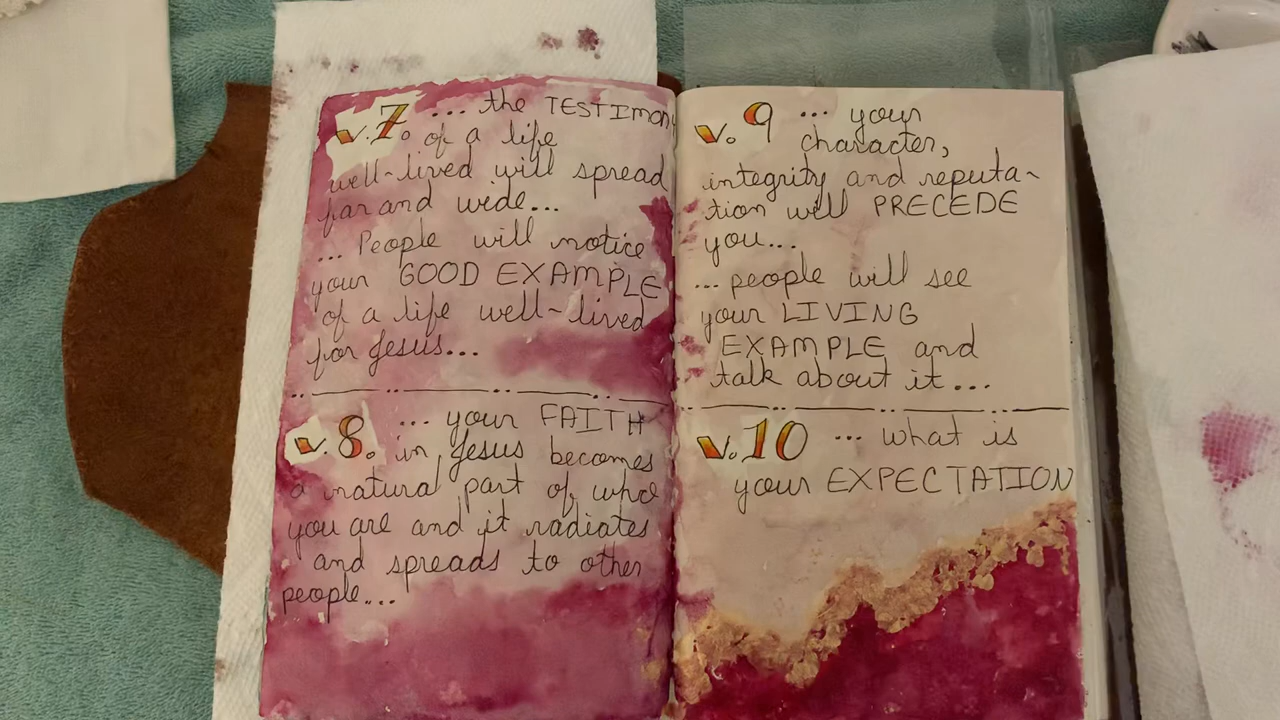 v.7. ... the TESTIMONY
of a life
well-lived will spread
far and wide...
... People will notice
your GOOD EXAMPLE
of a life well-lived
for Jesus...
v.8. ... your FAITH
in Jesus becomes
a natural part of who
you are and it radiates
and spreads to other
people...
v.9 ... your
character,
integrity and reputa-
tion will PRECEDE
you...
... people will see
your LIVING
EXAMPLE and
talk about it...
v.10 ... what is
your EXPECTATION